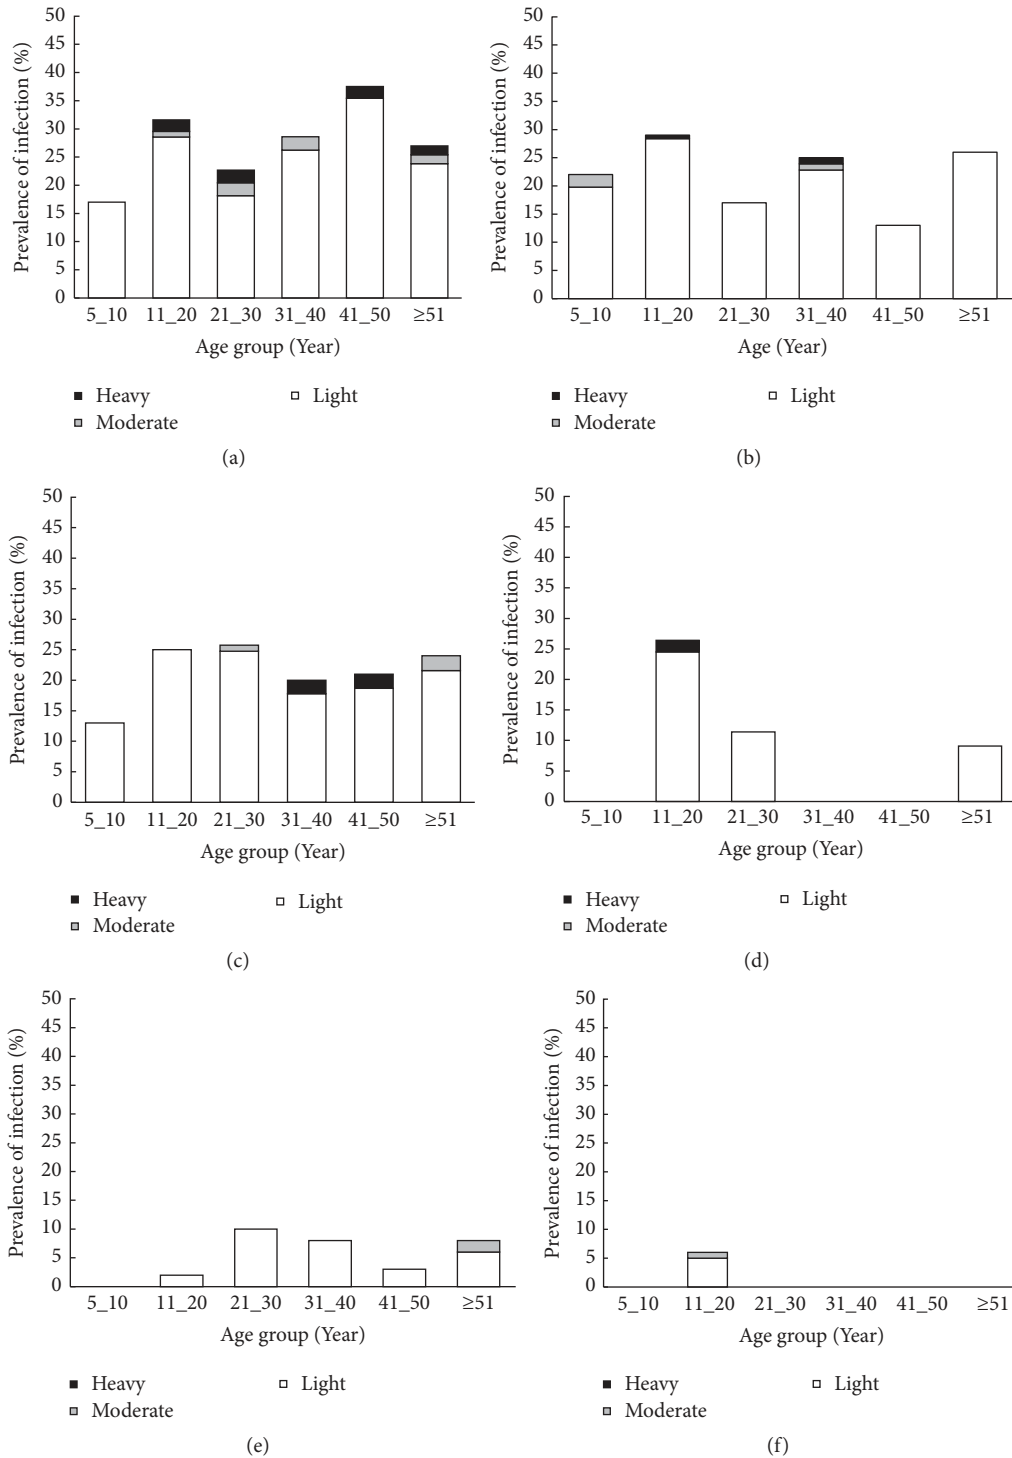 Prevalence of infection (%)
50
45
40
35
30
25
20
15
10
5
0
5_10 11_20 21_30 31_40 41_50 ≥51
Age group (Year)
Heavy Light
Moderate
(a)
Prevalence of infection (%)
50
45
40
35
30
25
20
15
10
5
0
5_10 11_20 21_30 31_40 41_50 ≥51
Age (Year)
Heavy Light
Moderate
(b)
Prevalence of infection (%)
50
45
40
35
30
25
20
15
10
5
0
5_10 11_20 21_30 31_40 41_50 ≥51
Age group (Year)
Heavy Light
Moderate
(c)
Prevalence of infection (%)
50
45
40
35
30
25
20
15
10
5
0
5_10 11_20 21_30 31_40 41_50 ≥51
Age group (Year)
Heavy Light
Moderate
(d)
Prevalence of infection (%)
50
45
40
35
30
25
20
15
10
5
0
5_10 11_20 21_30 31_40 41_50 ≥51
Age group (Year)
Heavy Light
Moderate
(e)
Prevalence of infection (%)
50
45
40
35
30
25
20
15
10
5
0
5_10 11_20 21_30 31_40 41_50 ≥51
Age group (Year)
Heavy Light
Moderate
(f)